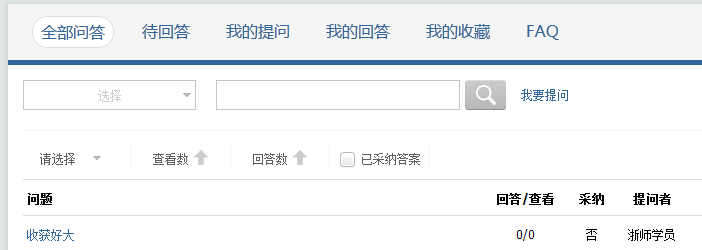 全部问答 待回答 我的提问 我的回答 我的收藏 FAQ
选择 我要提问
请选择 查看数 回答数 已采纳答案
问题 回答/查看 采纳 提问者
收获好大 0/0 否 浙师学员